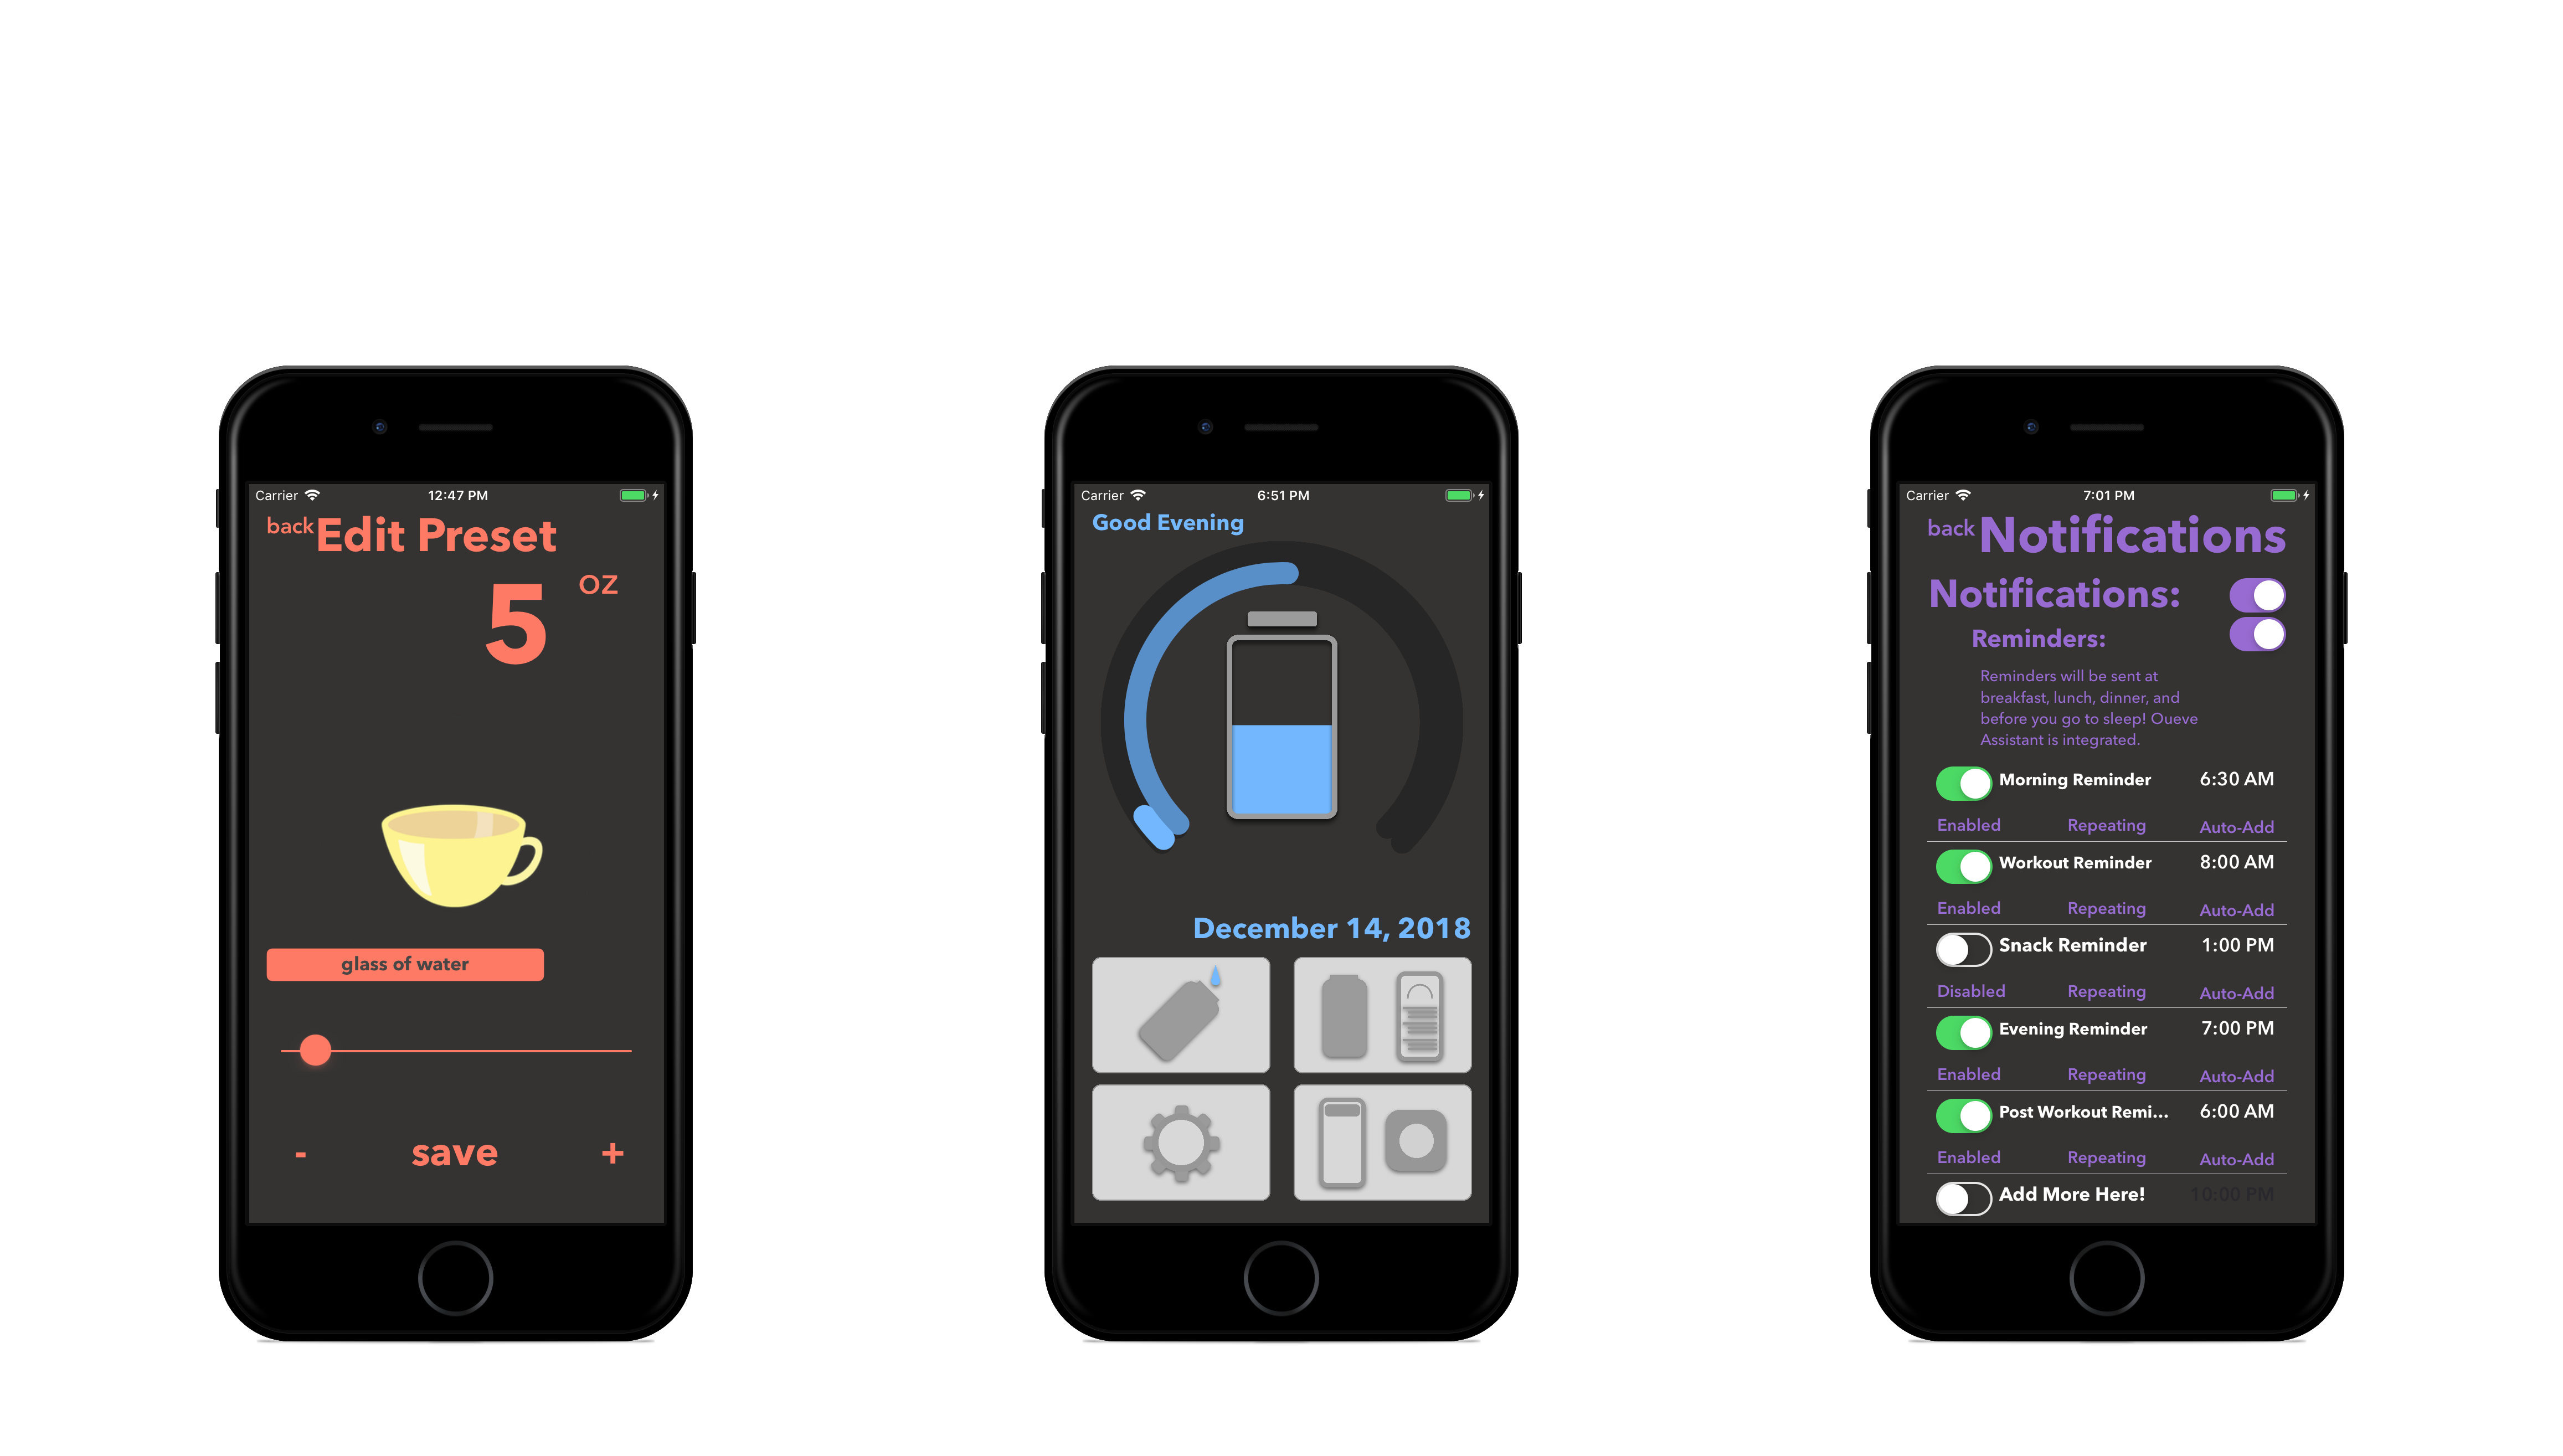 Carrier 12:47 PM
back Edit Preset
5 oz
glass of water
- save +
Carrier 6:51 PM
Good Evening
December 14, 2018
Carrier 7:01 PM
back Notifications
Notifications:
Reminders:
Reminders will be sent at
breakfast, lunch, dinner, and
before you go to sleep! Oueve
Assistant is integrated.
Morning Reminder 6:30 AM
Enabled Repeating Auto-Add
Workout Reminder 8:00 AM
Enabled Repeating Auto-Add
Snack Reminder 1:00 PM
Disabled Repeating Auto-Add
Evening Reminder 7:00 PM
Enabled Repeating Auto-Add
Post Workout Remi... 6:00 AM
Enabled Repeating Auto-Add
Add More Here! 10:00 PM